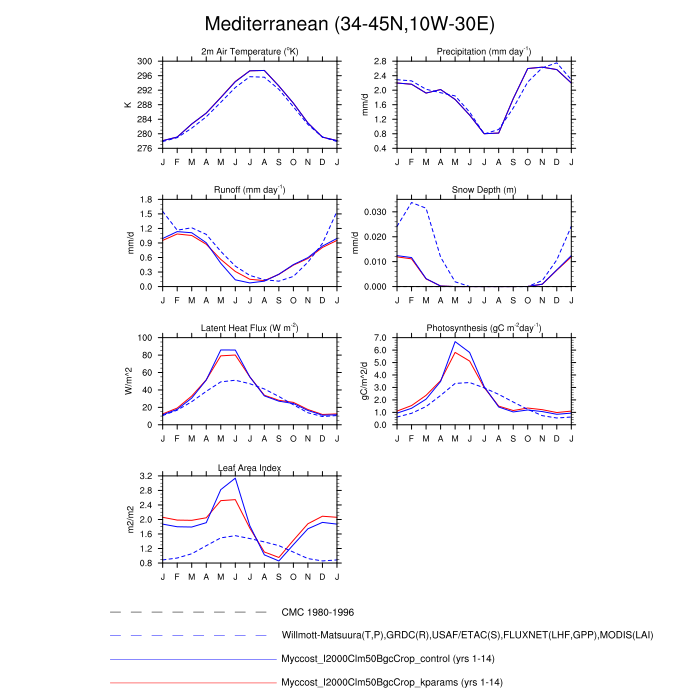 Mediterranean (34-45N,10W-30E)
2m Air Temperature (°K)
K
300
296
292
288
284
280
276
J F M A M J J A S O N D J
Precipitation (mm day⁻¹)
mm/d
2.8
2.4
2.0
1.6
1.2
0.8
0.4
J F M A M J J A S O N D J
Runoff (mm day⁻¹)
mm/d
1.8
1.5
1.2
0.9
0.6
0.3
0.0
J F M A M J J A S O N D J
Snow Depth (m)
mm/d
0.030
0.020
0.010
0.000
J F M A M J J A S O N D J
Latent Heat Flux (W m⁻²)
W/m^2
100
80
60
40
20
0
J F M A M J J A S O N D J
Photosynthesis (gC m⁻²day⁻¹)
gC/m^2/d
7.0
6.0
5.0
4.0
3.0
2.0
1.0
0.0
J F M A M J J A S O N D J
Leaf Area Index
m2/m2
3.2
2.8
2.4
2.0
1.6
1.2
0.8
J F M A M J J A S O N D J
CMC 1980-1996
Willmott-Matsuura(T,P),GRDC(R),USAF/ETAC(S),FLUXNET(LHF,GPP),MODIS(LAI)
Myccost_I2000Clm50BgcCrop_control (yrs 1-14)
Myccost_I2000Clm50BgcCrop_kparams (yrs 1-14)